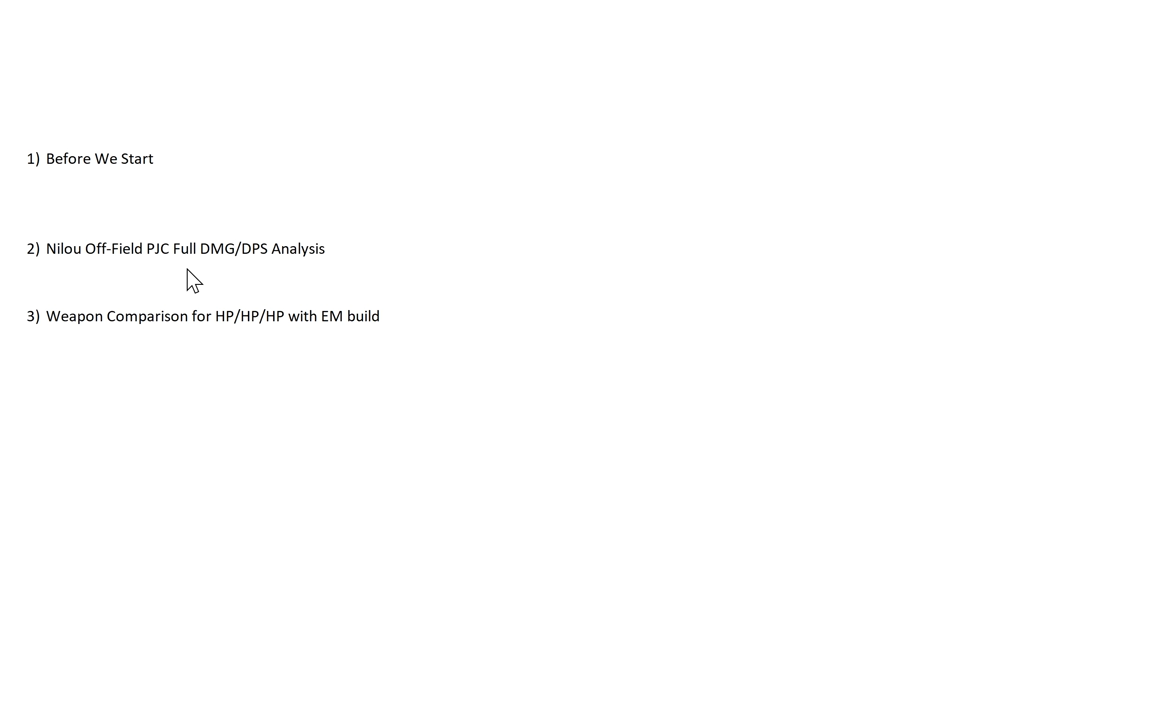 1) Before We Start
2) Nilou Off-Field PJC Full DMG/DPS Analysis
3) Weapon Comparison for HP/HP/HP with EM build